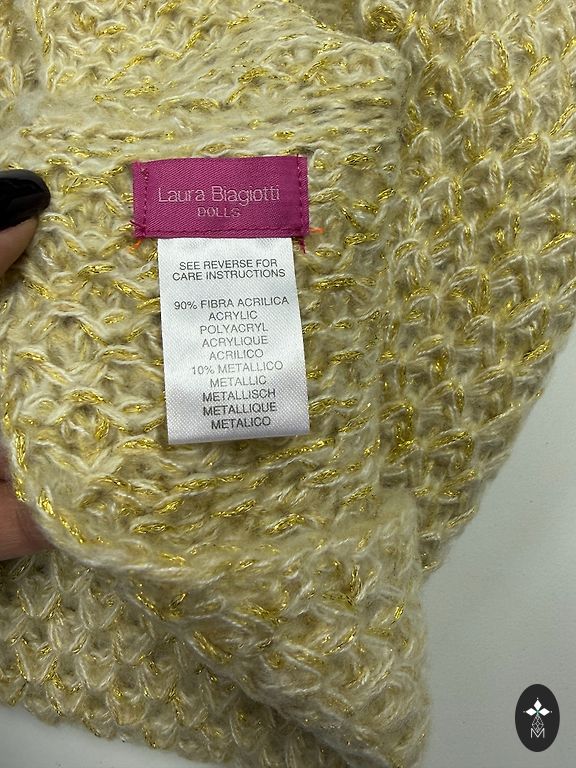 Laura Biagiotti
DOLLS
SEE REVERSE FOR
CARE INSTRUCTIONS
90% FIBRA ACRILICA
ACRYLIC
POLYACRYL
ACRYLIQUE
ACRILICO
10% METALLICO
METALLIC
METALLISCH
METALLIQUE
METALICO
M